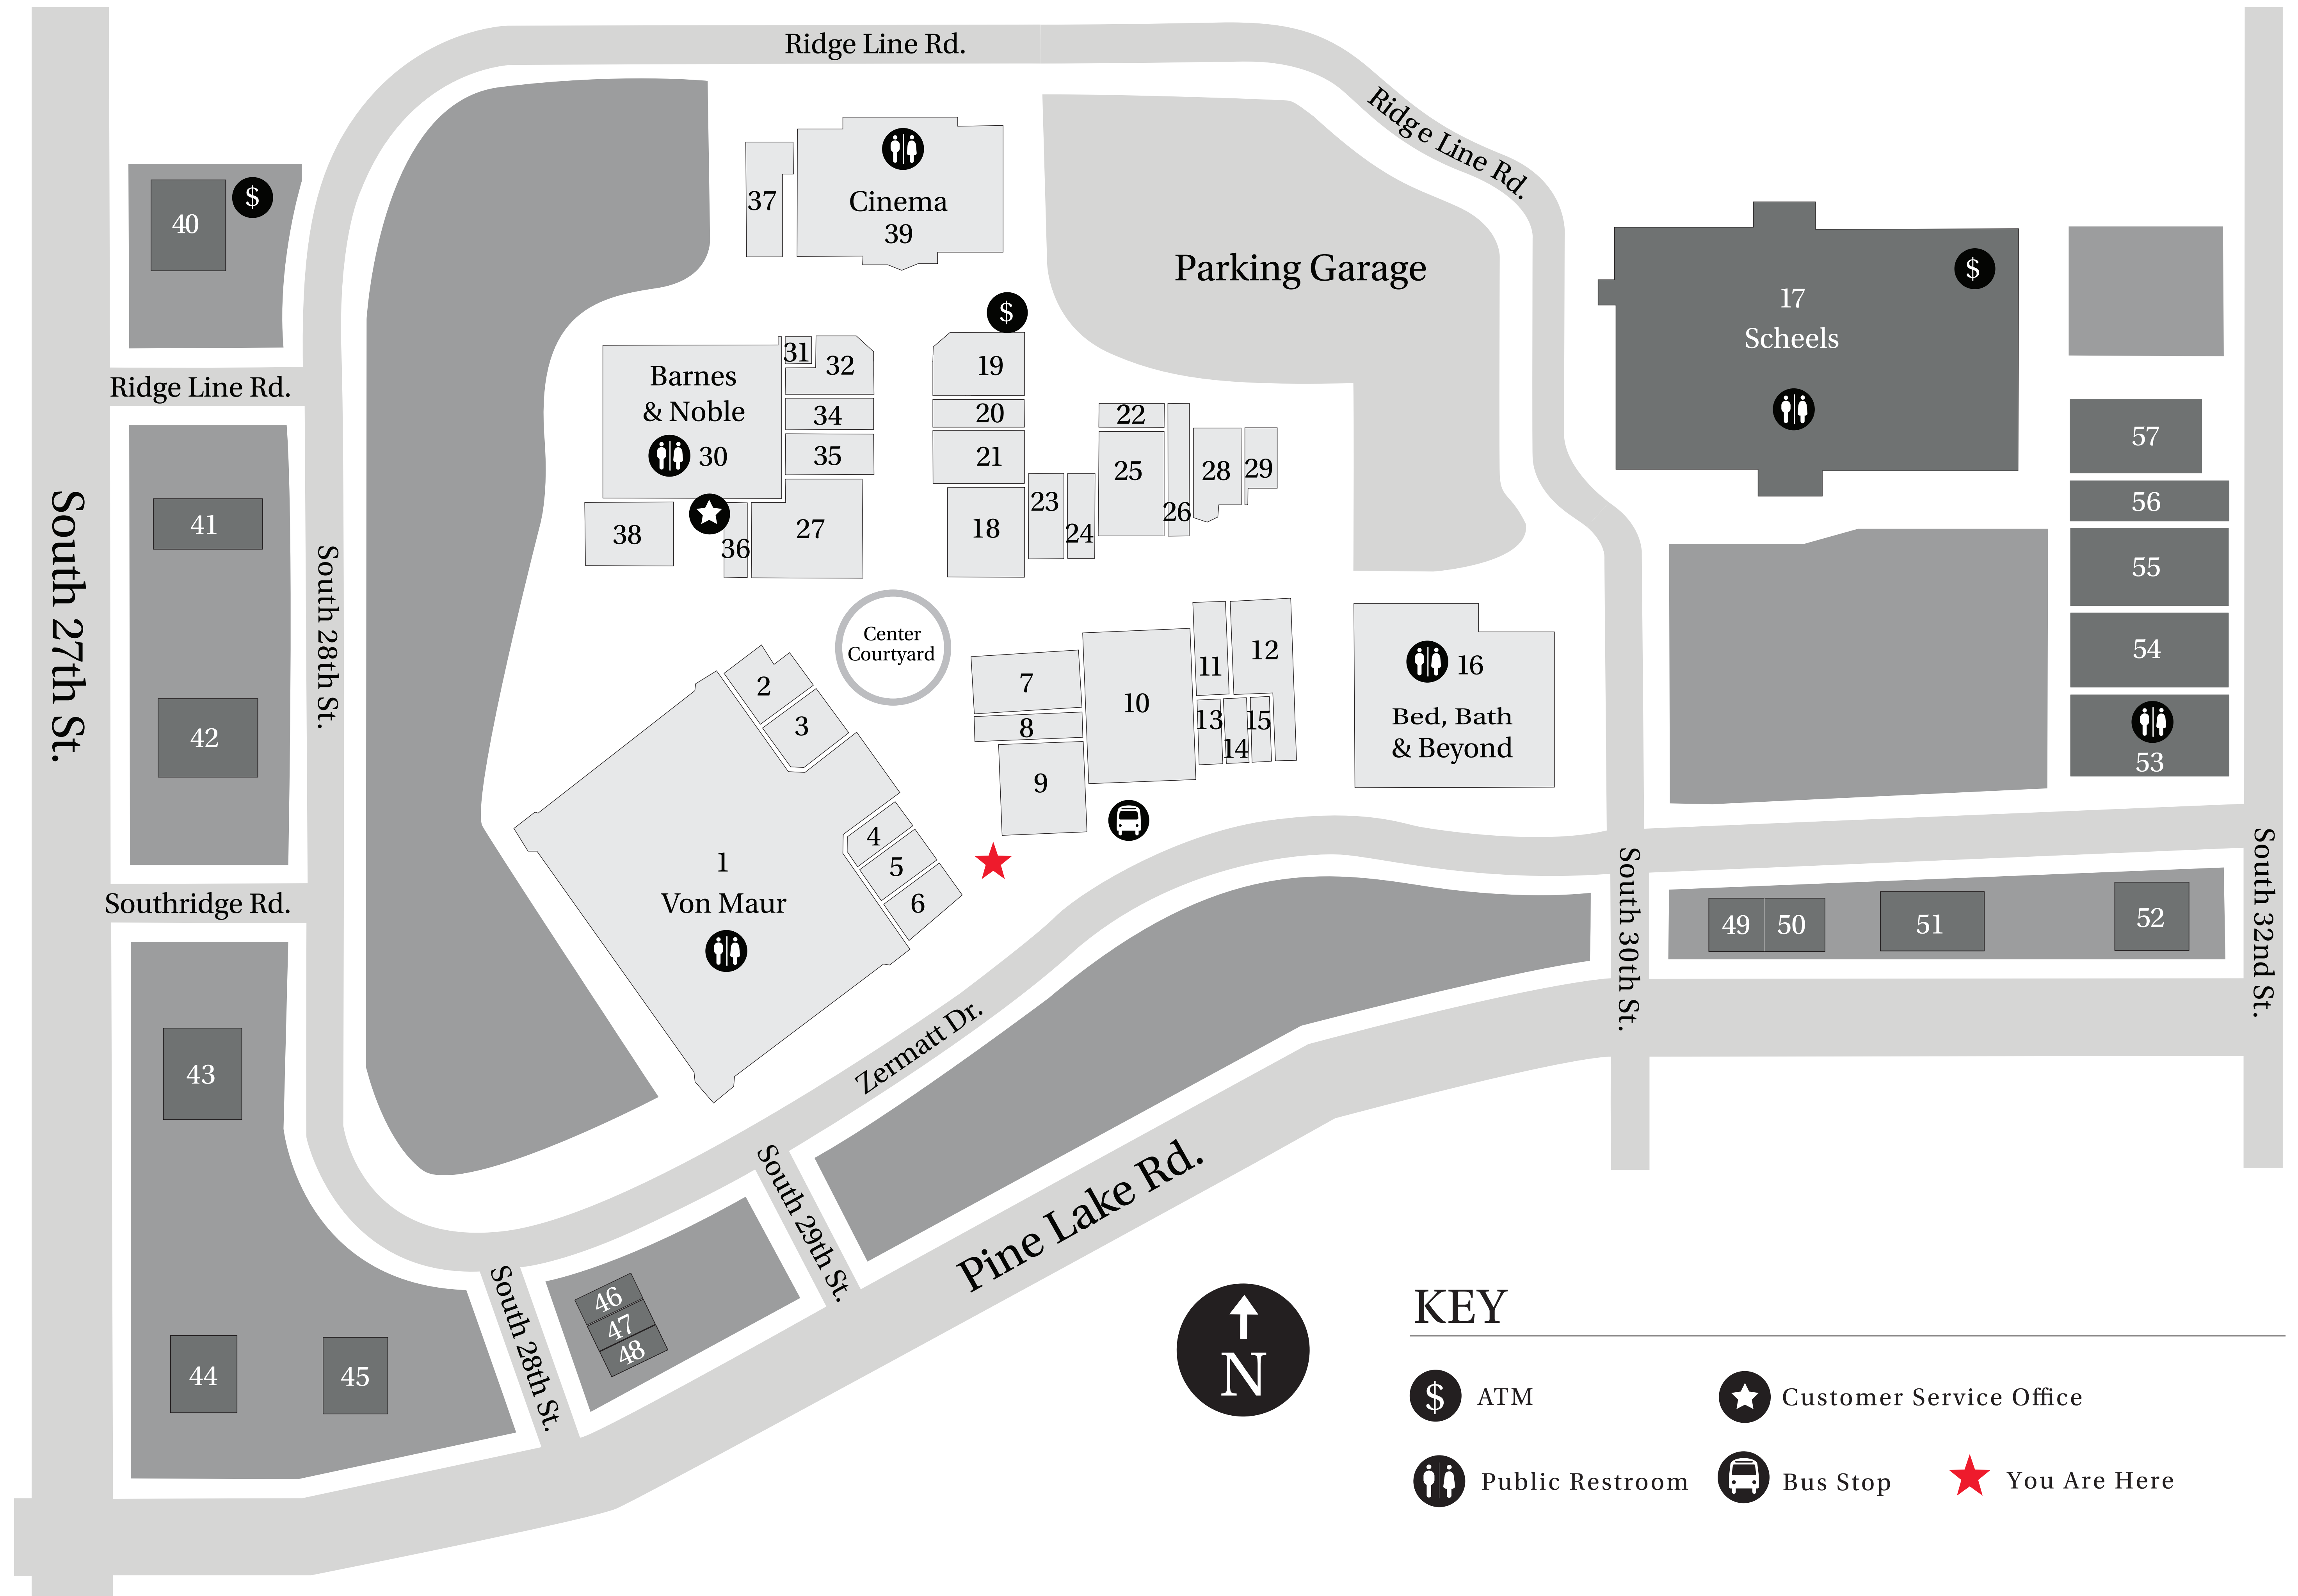 Ridge Line Rd.
Ridge Line Rd.
Cinema
39
37
40
$
Parking Garage
$
17
Scheels
$
Barnes
& Noble
30
31
32
34
35
19
20
21
22
25
26
28
29
23
24
18
38
36
27
57
56
55
54
53
Ridge Line Rd.
South 27th St.
South 28th St.
41
42
Center
Courtyard
2
3
7
8
9
10
11
12
13
14
15
16
Bed, Bath
& Beyond
4
5
6
1
Von Maur
Southridge Rd.
South 30th St.
South 32nd St.
49
50
51
52
Zermatt Dr.
43
44
45
South 28th St.
46
47
48
South 29th St.
Pine Lake Rd.
N
KEY
$ ATM
Customer Service Office
Public Restroom
Bus Stop
You Are Here